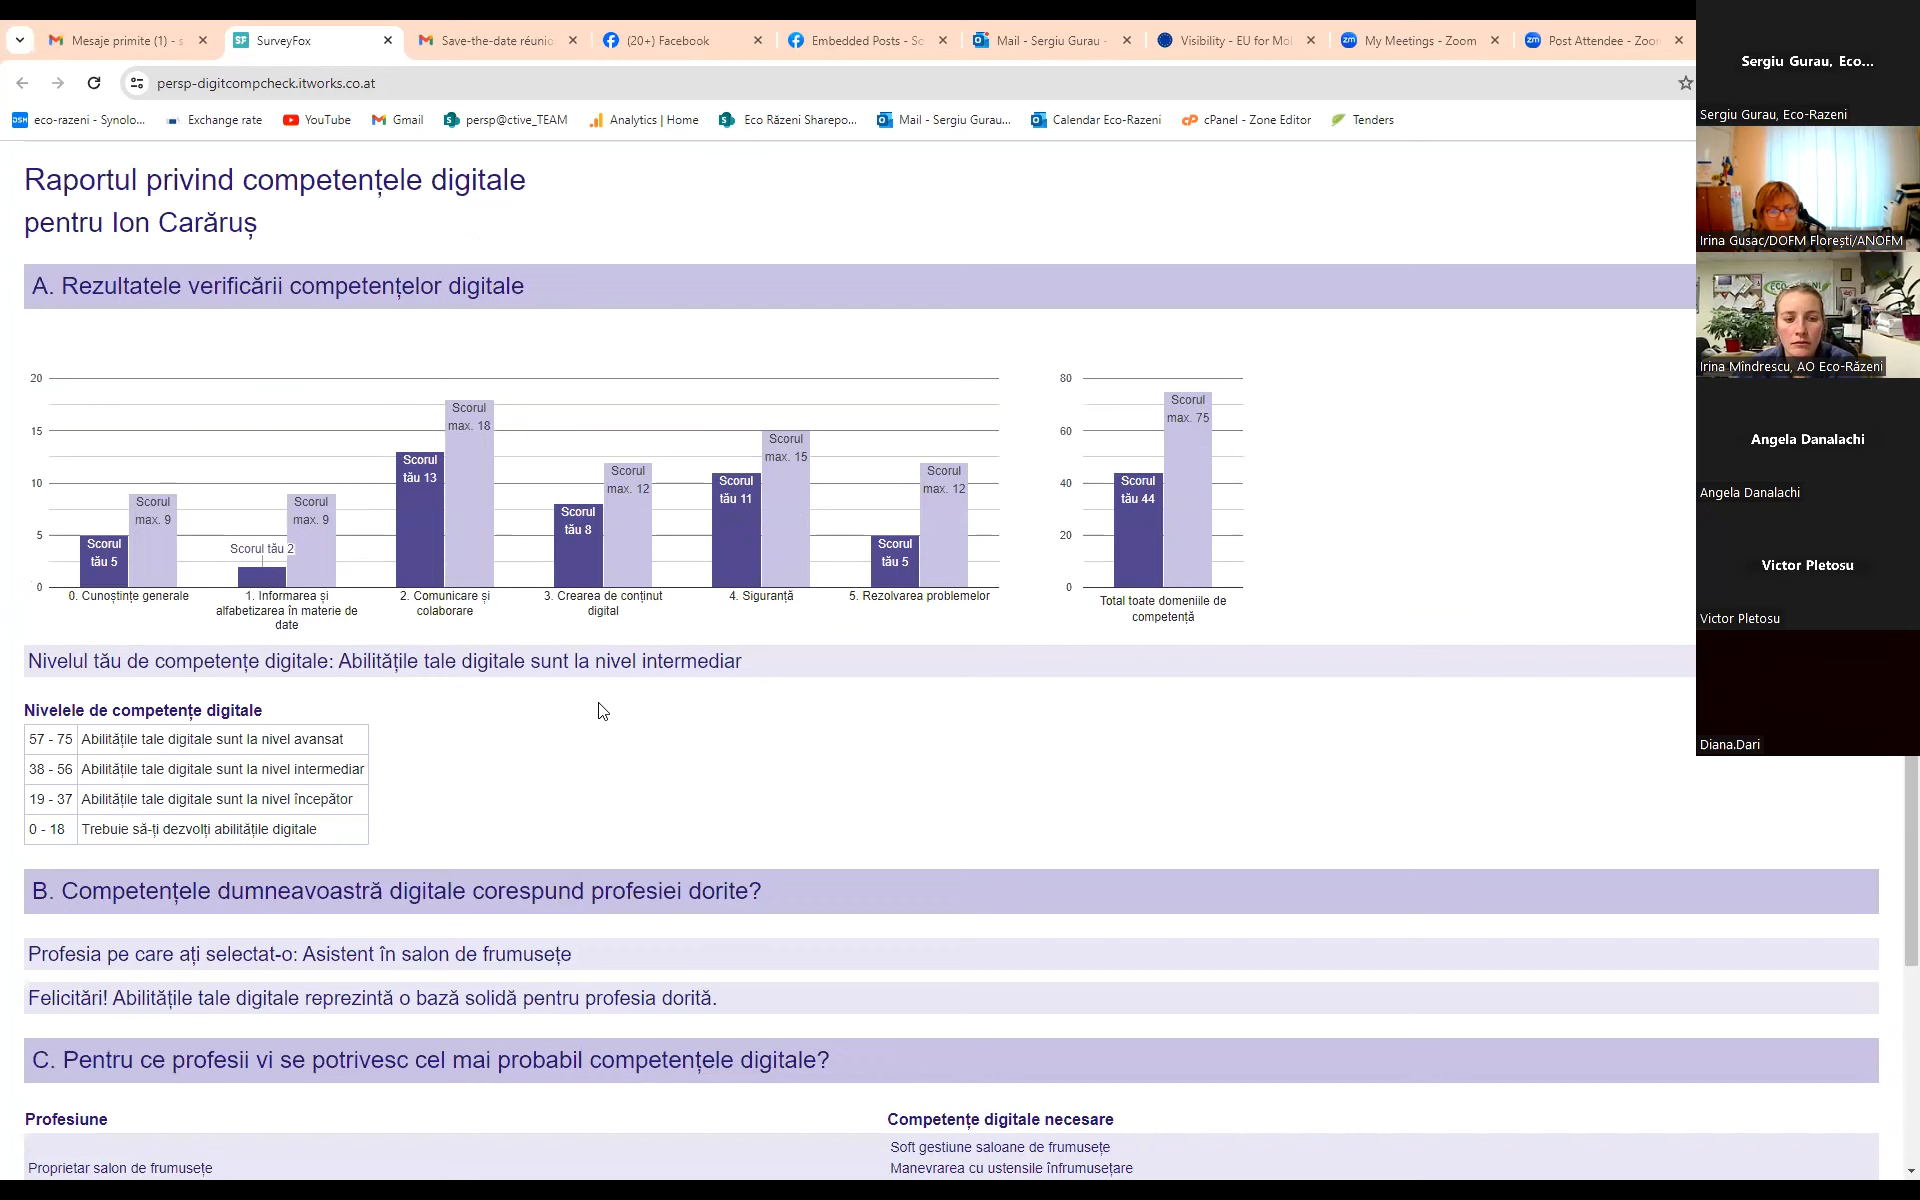 Mesaje primite (1) - s
SurveyFox
Save-the-date réunio
(20+) Facebook
Embedded Posts - So
Mail - Sergiu Gurau -
Visibility - EU for Mol
My Meetings - Zoom
Post Attendee - Zoo
persp-digitcompcheck.itworks.co.at
eco-razeni - Synolo...
Exchange rate
YouTube
Gmail
persp@ctive_TEAM
Analytics | Home
Eco Răzeni Sharepo...
Mail - Sergiu Gurau...
Calendar Eco-Razeni
cPanel - Zone Editor
Tenders
Raportul privind competențele digitale
pentru Ion Carăruș
A. Rezultatele verificării competențelor digitale
20
15
10
5
0
Scorul
tău 5
Scorul
max. 9
0. Cunoștințe generale
Scorul tău 2
Scorul
max. 9
1. Informarea și
alfabetizarea în materie de
date
Scorul
tău 13
Scorul
max. 18
2. Comunicare și
colaborare
Scorul
tău 8
Scorul
max. 12
3. Crearea de conținut
digital
Scorul
tău 11
Scorul
max. 15
4. Siguranță
Scorul
tău 5
Scorul
max. 12
5. Rezolvarea problemelor
80
60
40
20
0
Scorul
tău 44
Scorul
max. 75
Total toate domeniile de
competență
Nivelul tău de competențe digitale: Abilitățile tale digitale sunt la nivel intermediar
Nivelele de competențe digitale
57 - 75 Abilitățile tale digitale sunt la nivel avansat
38 - 56 Abilitățile tale digitale sunt la nivel intermediar
19 - 37 Abilitățile tale digitale sunt la nivel începător
0 - 18 Trebuie să-ți dezvolți abilitățile digitale
B. Competențele dumneavoastră digitale corespund profesiei dorite?
Profesia pe care ați selectat-o: Asistent în salon de frumusețe
Felicitări! Abilitățile tale digitale reprezintă o bază solidă pentru profesia dorită.
C. Pentru ce profesii vi se potrivesc cel mai probabil competențele digitale?
Profesiune
Competențe digitale necesare
Soft gestiune saloane de frumusețe
Proprietar salon de frumusețe
Manevrarea cu ustensile înfrumusețare
Sergiu Gurau, Eco...
Sergiu Gurau, Eco-Razeni
Irina Gusac/DOFM Florești/ANOFM
Irina Mîndrescu, AO Eco-Răzeni
Angela Danalachi
Angela Danalachi
Victor Pletosu
Victor Pletosu
Diana.Dari